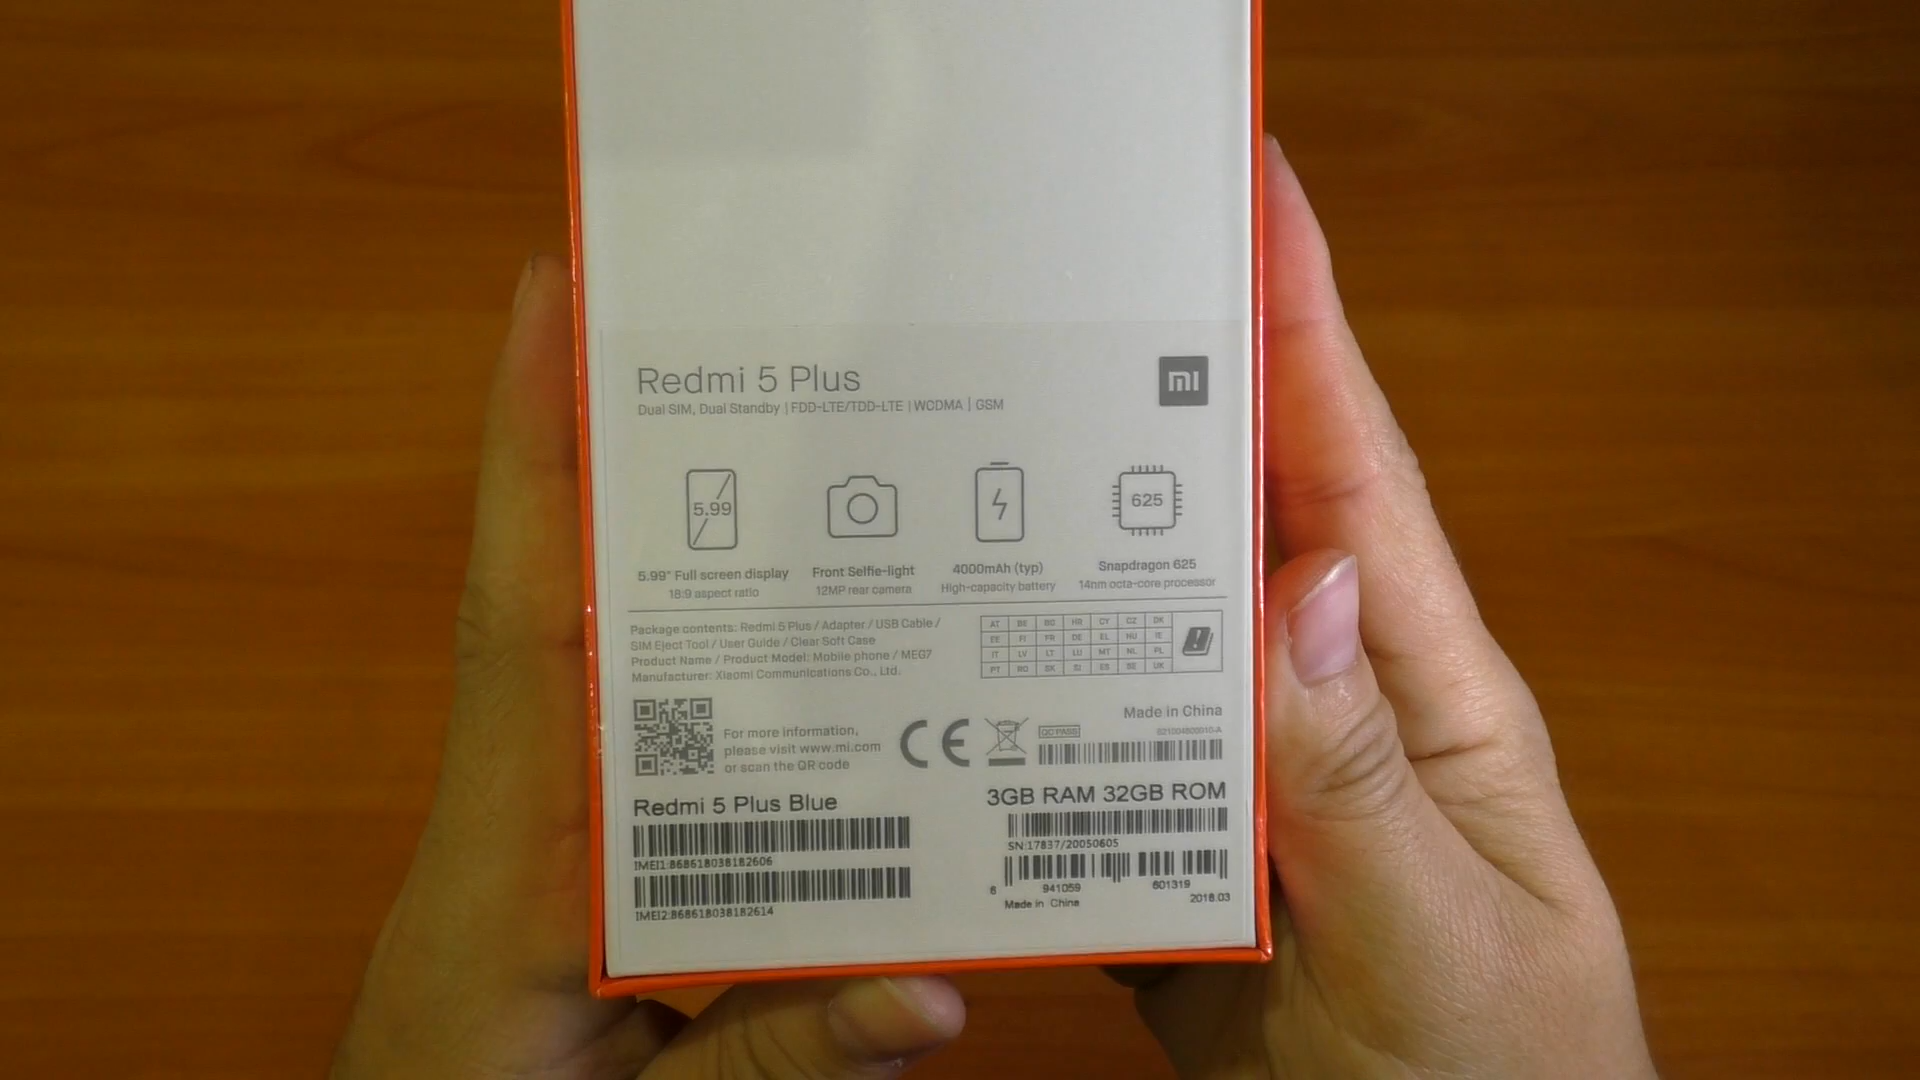 Redmi 5 Plus
mi
Dual SIM, Dual Standby | FDD-LTE/TDD-LTE | WCDMA | GSM
5.99
625
5.99" Full screen display
18:9 aspect ratio
Front Selfie-light
12MP rear camera
4000mAh (typ)
High-capacity battery
Snapdragon 625
14nm octa-core processor
Package contents: Redmi 5 Plus / Adapter / USB Cable /
SIM Eject Tool / User Guide / Clear Soft Case
Product Name / Product Model: Mobile phone / MEG7
Manufacturer: Xiaomi Communications Co., Ltd.
AT BE BG HR CY CZ DK
EE FI FR DE EL HU IE
IT LV LT LU MT NL PL
PT RO SK SI ES SE UK
For more information,
please visit www.mi.com
or scan the QR code
CE
QC PASS
Made in China
Redmi 5 Plus Blue
IMEI1:868618038182606
IMEI2:868618038182614
3GB RAM 32GB ROM
SN:17837/20050605
6 941059 601319
Made in China
2018.03